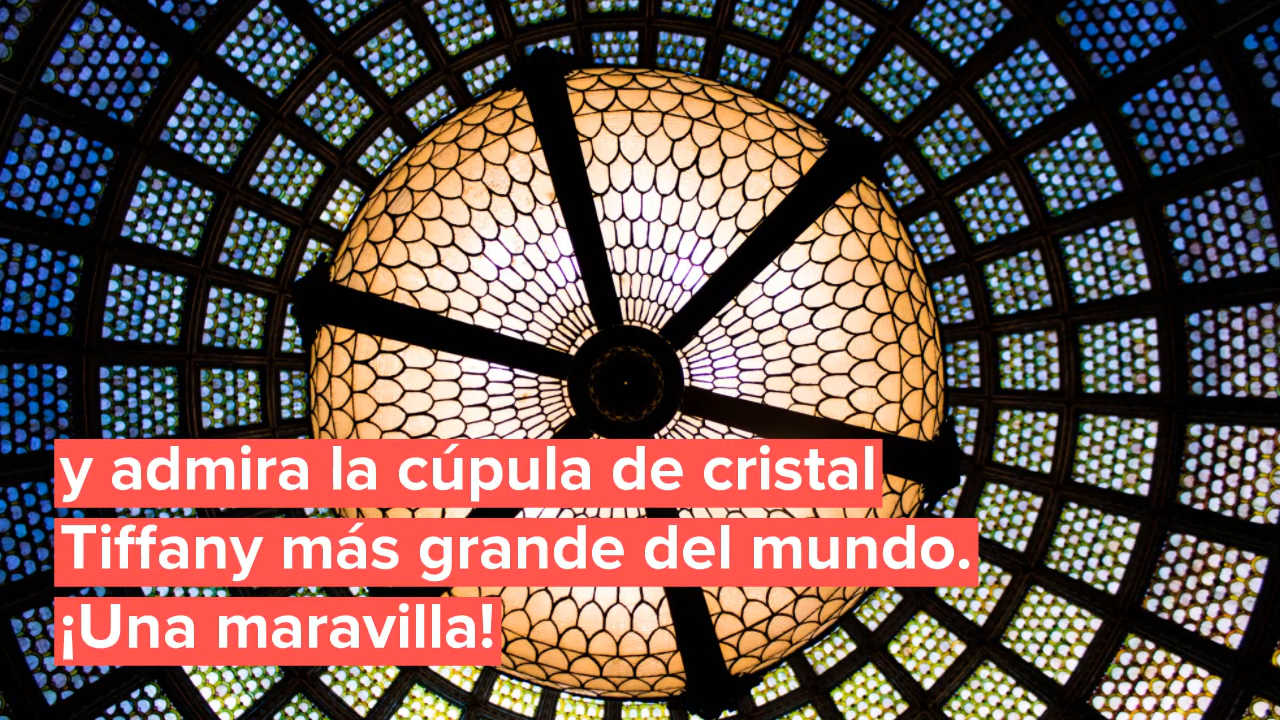 y admira la cúpula de cristal
Tiffany más grande del mundo.
¡Una maravilla!